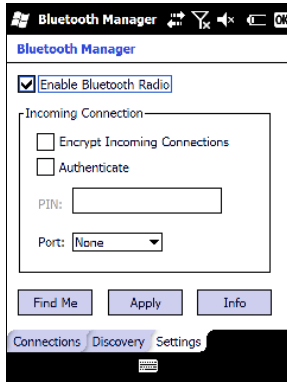 Bluetooth Manager OK
Bluetooth Manager
Enable Bluetooth Radio
Incoming Connection
Encrypt Incoming Connections
Authenticate
PIN:
Port: None
Find Me Apply Info
Connections Discovery Settings